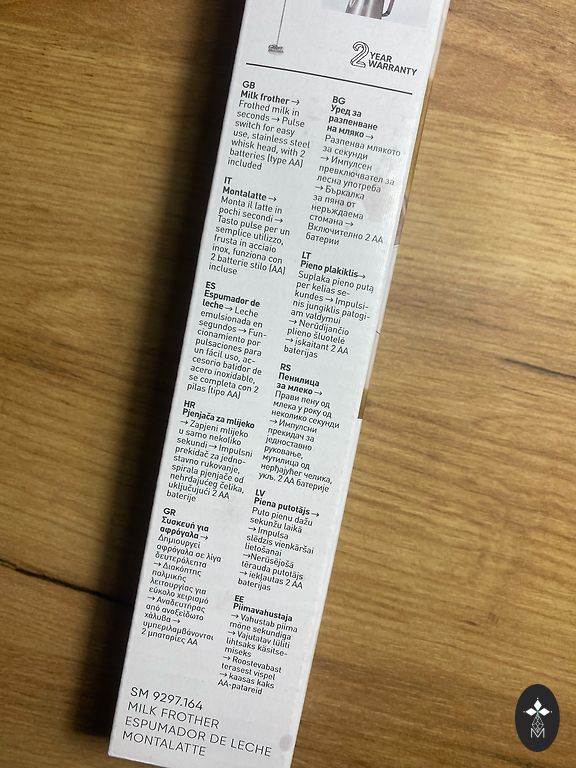 2 YEAR
WARRANTY
GB
Milk frother →
Frothed milk in
seconds → Pulse
switch for easy
use, stainless steel
whisk head, with 2
batteries (type AA)
included
IT
Montalatte →
Monta il latte in
pochi secondi →
Tasto pulse per un
semplice utilizzo,
frusta in acciaio
inox, funziona con
2 batterie stilo (AA)
incluse
ES
Espumador de
leche → Leche
emulsionada en
segundos → Fun-
cionamiento por
pulsaciones para
un fácil uso, ac-
cesorio batidor de
acero inoxidable,
se completa con 2
pilas (tipo AA)
HR
Pjenjača za mlijeko
→ Zapjeni mlijeko
u samo nekoliko
sekundi → Impulsni
prekidač za jedno-
stavno rukovanje,
spirala pjenjače od
nehrđajućeg čelika,
uključujući 2 AA
baterije
GR
Συσκευή για
αφρόγαλα →
Δημιουργεί
αφρόγαλα σε λίγα
δευτερόλεπτα
→ Διακόπτης
παλμικής
λειτουργίας για
εύκολο χειρισμό
→ Αναδευτήρας
από ανοξείδωτο
χάλυβα →
συμπεριλαμβάνονται
2 μπαταρίες AA
BG
Уред за
разпенване
на мляко →
Разпенва млякото
за секунди
→ Импулсен
превключвател за
лесна употреба
→ Бъркалка
за пяна от
неръждаема
стомана →
Включително 2 AA
батерии
LT
Pieno plakiklis→
Suplaka pieno putą
per kelias se-
kundes → Impulsi-
nis jungiklis patogi-
am valdymui
→ Nerūdijančio
plieno šluotelė
→ įskaitant 2 AA
baterijas
RS
Пенилица
за млеко →
Прави пену од
млека у року од
неколико секунди
→ Импулсни
прекидач за
једноставно
руковање,
мутилица од
нерђајућег челика,
укљ. 2 AA батерије
LV
Piena putotājs →
Puto pienu dažu
sekunžu laikā
→ Impulsa
slēdzis vienkāršai
lietošanai
→Nerūsējošā
tērauda putotājs
→ iekļautas 2 AA
baterijas
EE
Piimavahustaja
→ Vahustab piima
mõne sekundiga
→ Vajutatav lüliti
lihtsaks käsitse-
miseks
→ Roostevabast
terasest vispel
→ kaasas kaks
AA-patareid
SM 9297.164
MILK FROTHER
ESPUMADOR DE LECHE
MONTALATTE